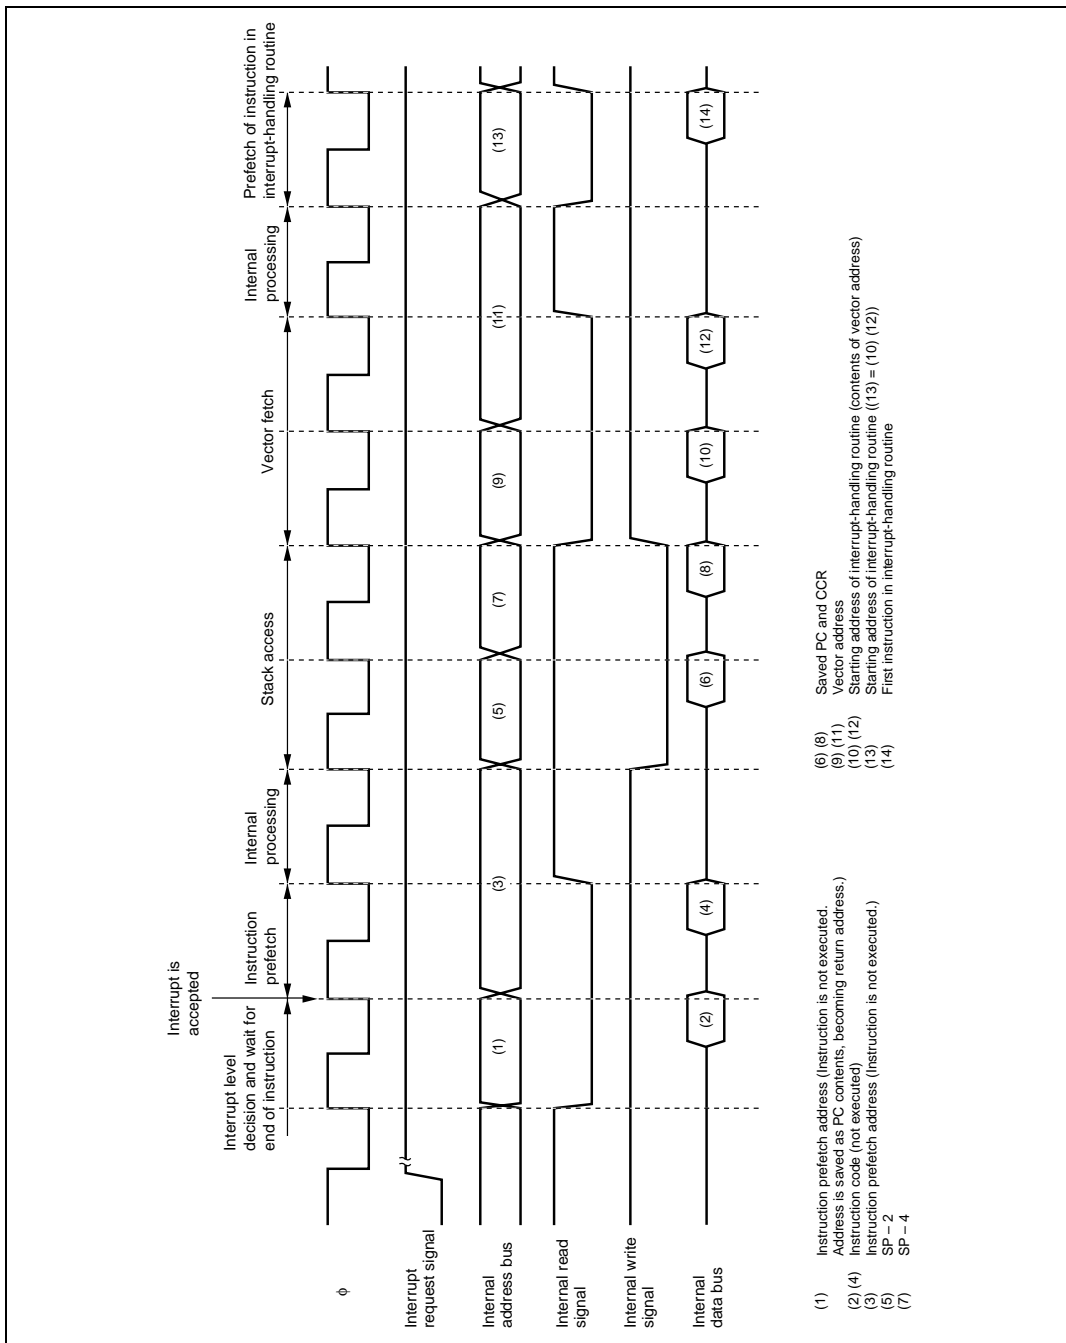 Interrupt level
decision and wait for
end of instruction
Interrupt is
accepted
Instruction
prefetch
Internal
processing
Stack access
Vector fetch
Internal
processing
Prefetch of instruction in
interrupt-handling routine
ϕ
Interrupt
request signal
Internal
address bus
(1)
(3)
(5)
(7)
(9)
(11)
(13)
Internal read
signal
Internal write
signal
Internal
data bus
(2)
(4)
(6)
(8)
(10)
(12)
(14)
(1) Instruction prefetch address (Instruction is not executed.
Address is saved as PC contents, becoming return address.)
(2) (4) Instruction code (not executed)
(3) Instruction prefetch address (Instruction is not executed.)
(5) SP – 2
(7) SP – 4
(6) (8) Saved PC and CCR
(9) (11) Vector address
(10) (12) Starting address of interrupt-handling routine (contents of vector address)
(13) Starting address of interrupt-handling routine ((13) = (10) (12))
(14) First instruction in interrupt-handling routine